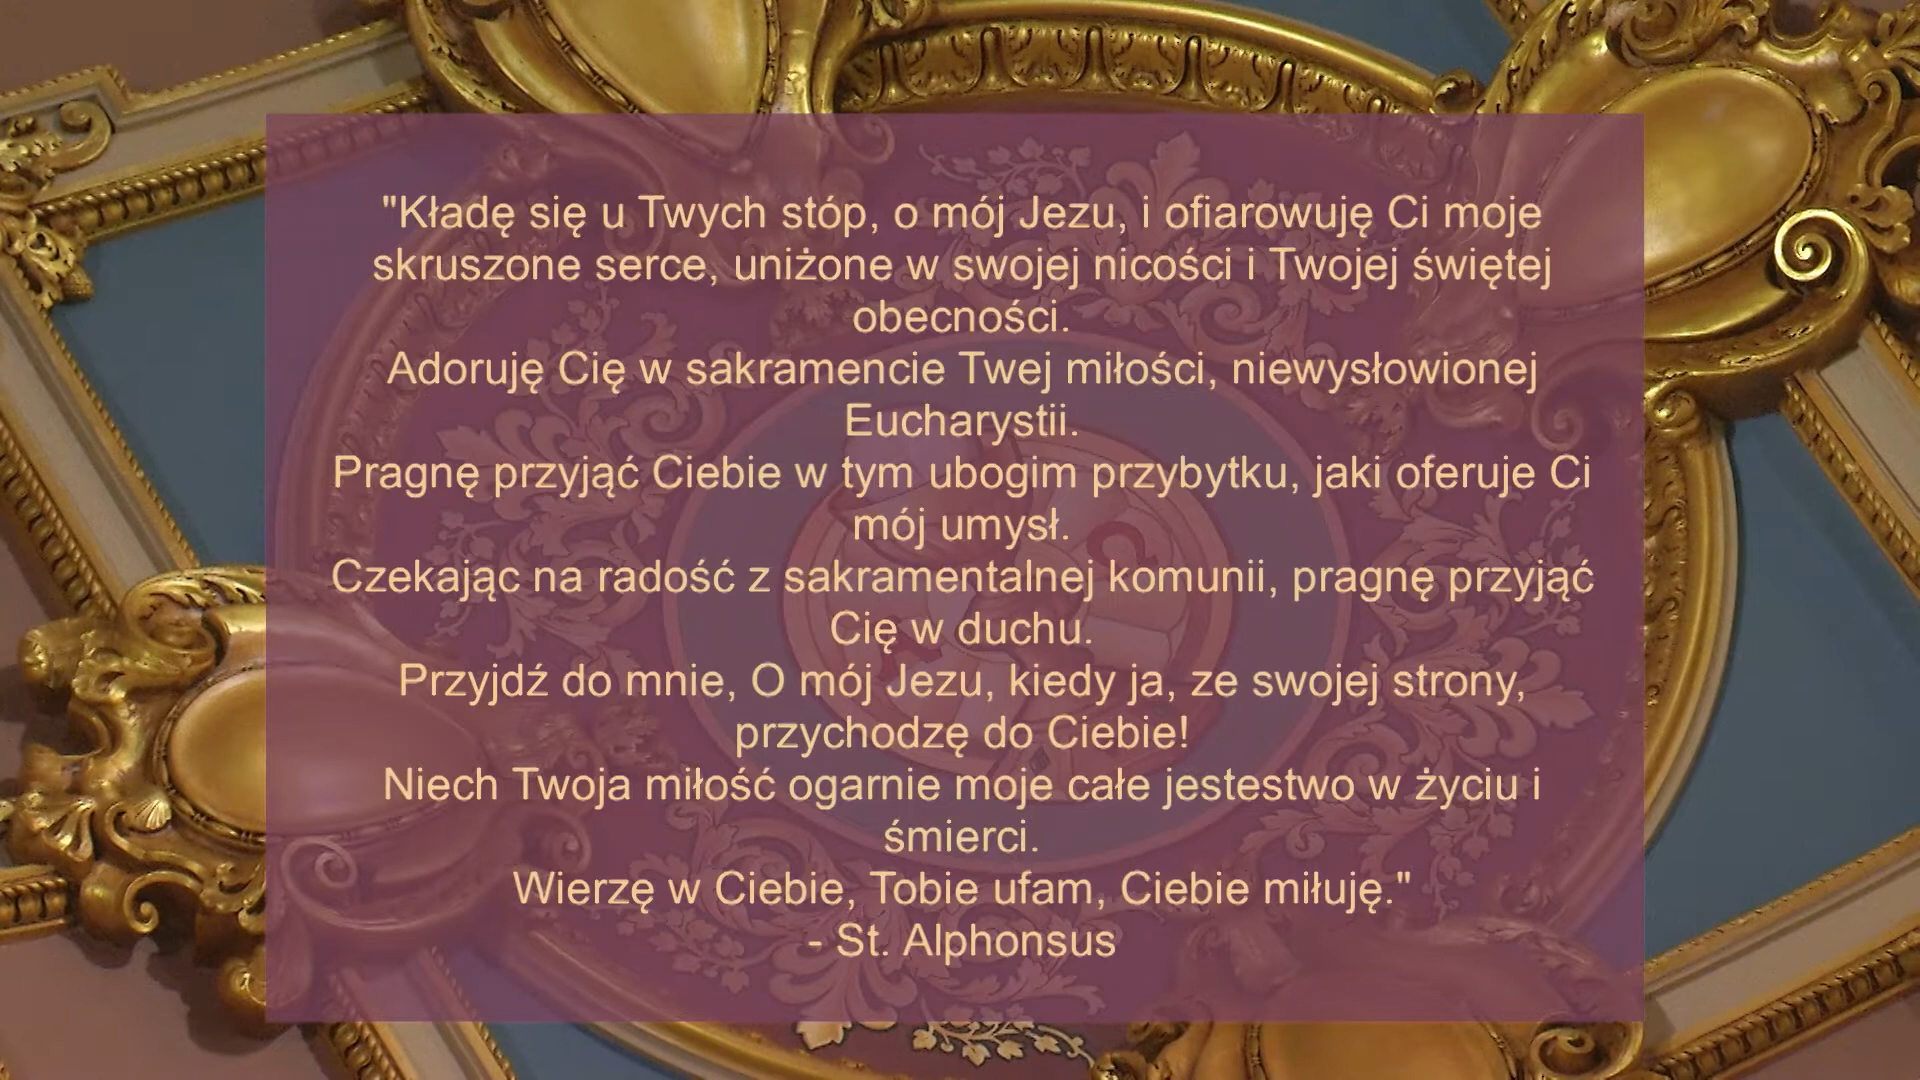 "Kładę się u Twych stóp, o mój Jezu, i ofiarowuję Ci moje
skruszone serce, uniżone w swojej nicości i Twojej świętej
obecności.
Adoruję Cię w sakramencie Twej miłości, niewysłowionej
Eucharystii.
Pragnę przyjąć Ciebie w tym ubogim przybytku, jaki oferuje Ci
mój umysł.
Czekając na radość z sakramentalnej komunii, pragnę przyjąć
Cię w duchu.
Przyjdź do mnie, O mój Jezu, kiedy ja, ze swojej strony,
przychodzę do Ciebie!
Niech Twoja miłość ogarnie moje całe jestestwo w życiu i
śmierci.
Wierzę w Ciebie, Tobie ufam, Ciebie miłuję."
- St. Alphonsus